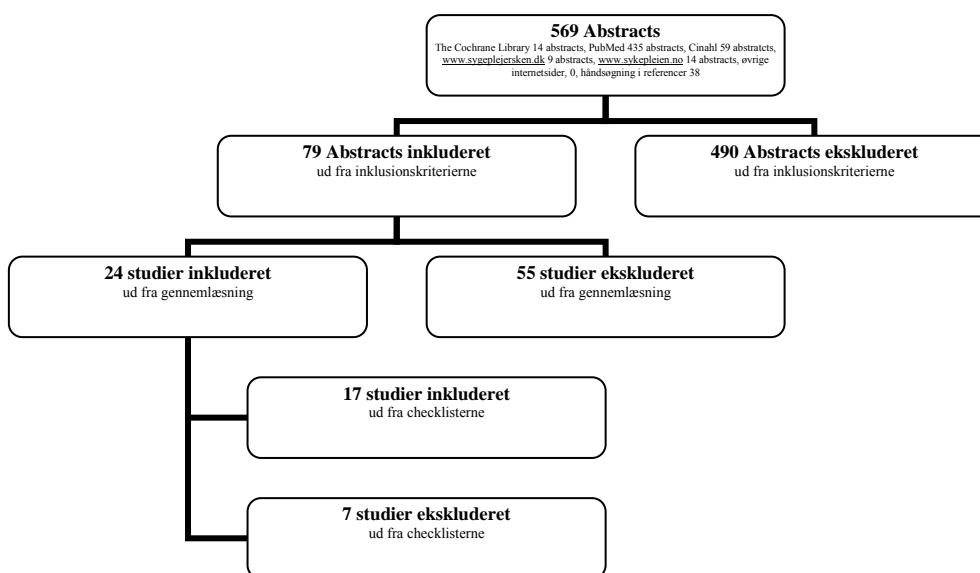 569 Abstracts
The Cochrane Library 14 abstracts, PubMed 435 abstracts, Cinahl 59 abstratcts,
www.sygeplejersken.dk 9 abstracts, www.sykepleien.no 14 abstracts, øvrige
internetsider, 0, håndsøgning i referencer 38
79 Abstracts inkluderet
ud fra inklusionskriterierne
490 Abstracts ekskluderet
ud fra inklusionskriterierne
24 studier inkluderet
ud fra gennemlæsning
55 studier ekskluderet
ud fra gennemlæsning
17 studier inkluderet
ud fra checklisterne
7 studier ekskluderet
ud fra checklisterne